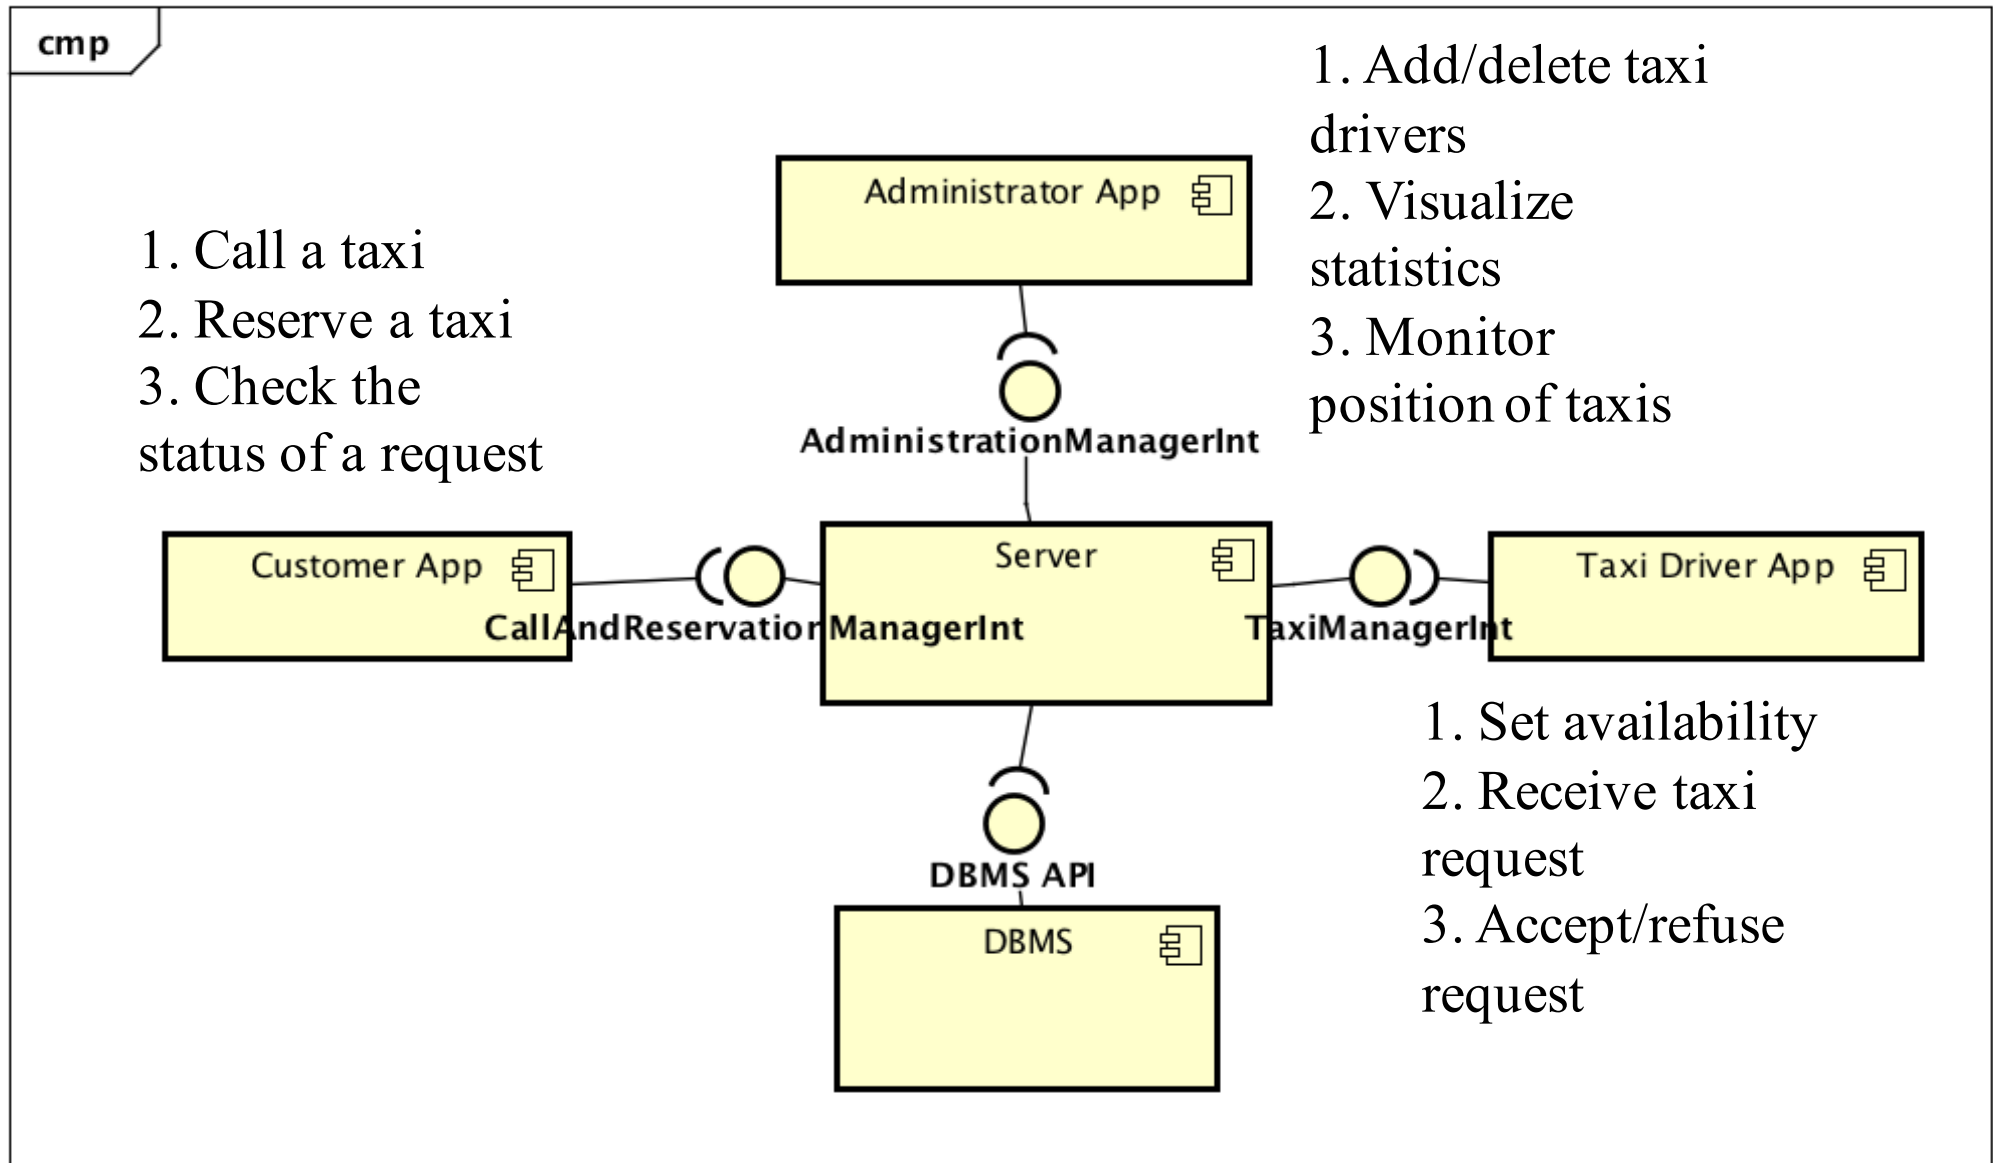 cmp
1. Add/delete taxi
drivers
2. Visualize
statistics
3. Monitor
position of taxis
Administrator App
1. Call a taxi
2. Reserve a taxi
3. Check the
status of a request
AdministrationManagerInt
Customer App
Server
Taxi Driver App
CallAndReservationManagerInt
TaxiManagerInt
1. Set availability
2. Receive taxi
request
3. Accept/refuse
request
DBMS API
DBMS